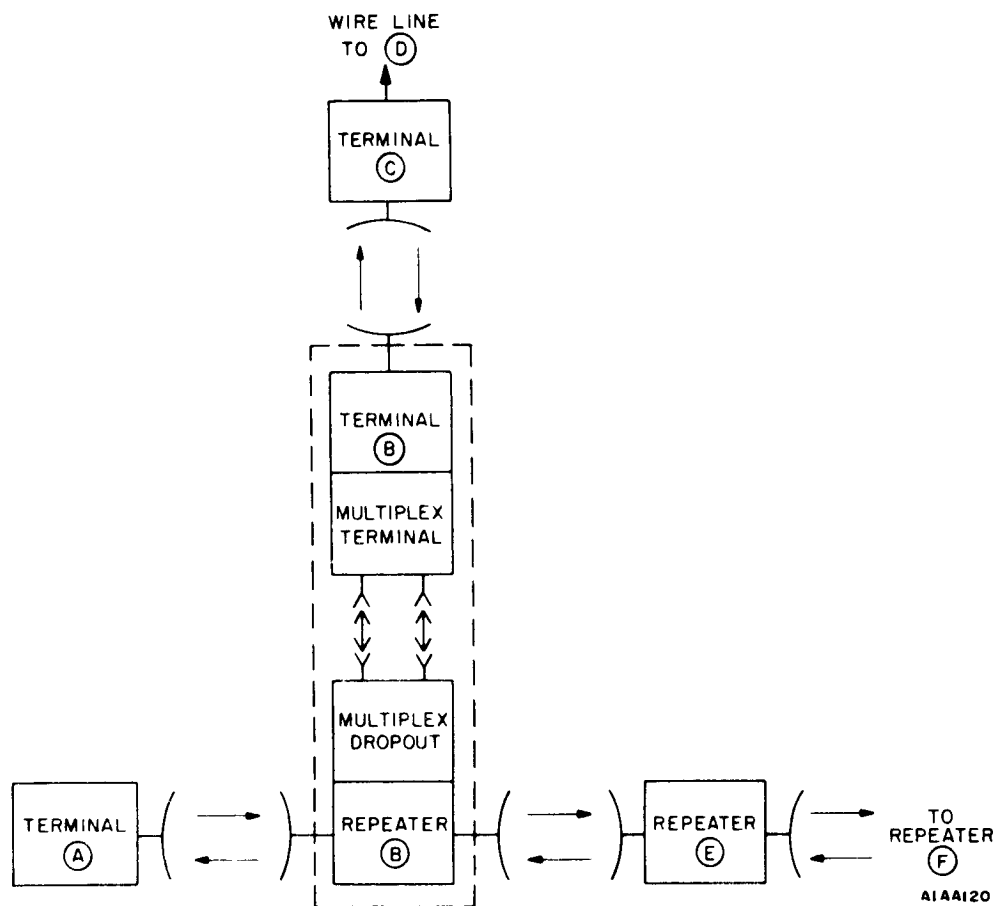 WIRE LINE
TO D
TERMINAL
C
TERMINAL
B
MULTIPLEX
TERMINAL
MULTIPLEX
DROPOUT
TERMINAL
A
REPEATER
B
REPEATER
E
TO
REPEATER
F
A1AA120